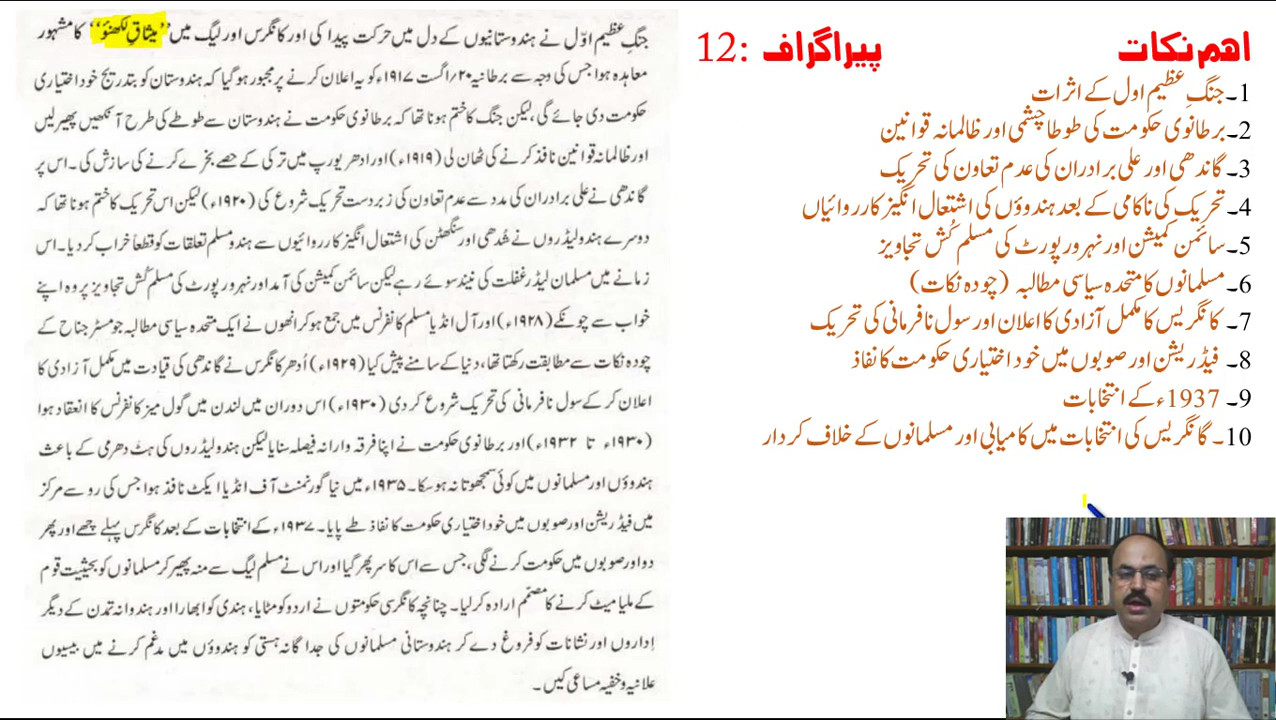 اہم نکات
پیراگراف :12
1۔ جنگِ عظیم اول کے اثرات
2۔ برطانوی حکومت کی طوطا چشمی اور ظالمانہ قوانین
3۔ گاندھی اور علی برادران کی عدم تعاون کی تحریک
4۔ تحریک کی ناکامی کے بعد ہندوؤں کی اشتعال انگیز کارروائیاں
5۔ سائمن کمیشن اور نہرو رپورٹ کی مسلم کُش تجاویز
6۔ مسلمانوں کا متحدہ سیاسی مطالبہ (چودہ نکات)
7۔ کانگریس کا مکمل آزادی کا اعلان اور سول نافرمانی کی تحریک
8۔ فیڈریشن اور صوبوں میں خود اختیاری حکومت کا نفاذ
9۔ 1937ء کے انتخابات
10۔ گانگریس کی انتخابات میں کامیابی اور مسلمانوں کے خلاف کردار
جنگِ عظیم اوّل نے ہندوستانیوں کے دل میں حرکت پیدا کی اور کانگرس اور لیگ میں ’’میثاقِ لکھنؤ‘‘ کا مشہور
معاہدہ ہوا جس کی وجہ سے برطانیہ ۲۰؍اگست ۱۹۱۷ء کو یہ اعلان کرنے پر مجبور ہو گیا کہ ہندوستان کو بتدریج خود اختیاری
حکومت دی جائے گی، لیکن جنگ کا ختم ہونا تھا کہ برطانوی حکومت نے ہندوستان سے طوطے کی طرح آنکھیں پھیر لیں
اور ظالمانہ قوانین نافذ کرنے کی ٹھان لی (۱۹۱۹ء) اور ادھر یورپ میں ترکی کے حصے بخرے کرنے کی سازش کی۔ اس پر
گاندھی نے علی برادران کی مدد سے عدم تعاون کی زبردست تحریک شروع کی (۱۹۲۰ء) لیکن اس تحریک کا ختم ہونا تھا کہ
دوسرے ہندو لیڈروں نے شدھی اور سنگھٹن کی اشتعال انگیز کارروائیوں سے ہندو مسلم تعلقات کو قطعاً خراب کر دیا۔ اس
زمانے میں مسلمان لیڈر غفلت کی نیند سوئے رہے لیکن سائمن کمیشن کی آمد اور نہرو رپورٹ کی مسلم کُش تجاویز پر وہ اپنے
خواب سے چونکے (۱۹۲۸ء) اور آل انڈیا مسلم کانفرنس میں جمع ہو کر انھوں نے ایک متحدہ سیاسی مطالبہ جو مسٹر جناح کے
چودہ نکات سے مطابقت رکھتا تھا، دنیا کے سامنے پیش کیا (۱۹۲۹ء) اُدھر کانگرس نے گاندھی کی قیادت میں مکمل آزادی کا
اعلان کر کے سول نافرمانی کی تحریک شروع کر دی (۱۹۳۰ء) اس دوران میں لندن میں گول میز کانفرنس کا انعقاد ہوا
(۱۹۳۰ء تا ۱۹۳۲ء) اور برطانوی حکومت نے اپنا فرقہ وارانہ فیصلہ سنایا لیکن ہندو لیڈروں کی ہٹ دھرمی کے باعث
ہندوؤں اور مسلمانوں میں کوئی سمجھوتا نہ ہو سکا۔ ۱۹۳۵ء میں نیا گورنمنٹ آف انڈیا ایکٹ نافذ ہوا جس کی رو سے مرکز
میں فیڈریشن اور صوبوں میں خود اختیاری حکومت کا نفاذ طے پایا۔ ۱۹۳۷ء کے انتخابات کے بعد کانگرس پہلے چھے اور پھر
دو اور صوبوں میں حکومت کرنے لگی، جس سے اس کا سر پھر گیا اور اس نے مسلم لیگ سے منہ پھیر کر مسلمانوں کو بحیثیت قوم
کے ملیا میٹ کرنے کا مصمّم ارادہ کر لیا۔ چنانچہ کانگرسی حکومتوں نے اردو کو مٹایا، ہندی کو ابھارا اور ہندوانہ تمدن کے دیگر
اِداروں اور نشانات کو فروغ دے کر ہندوستانی مسلمانوں کی جداگانہ ہستی کو ہندوؤں میں مدغم کرنے میں بیسیوں
علانیہ و خفیہ مساعی کیں۔